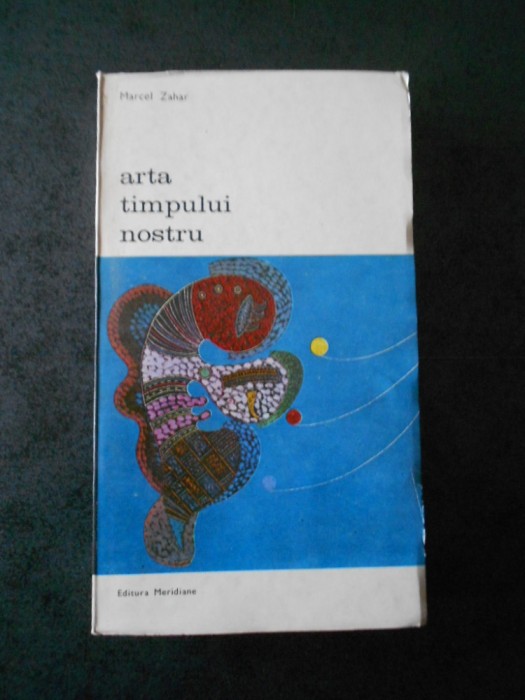 Marcel Zahar
arta
timpului
nostru
Editura Meridiane